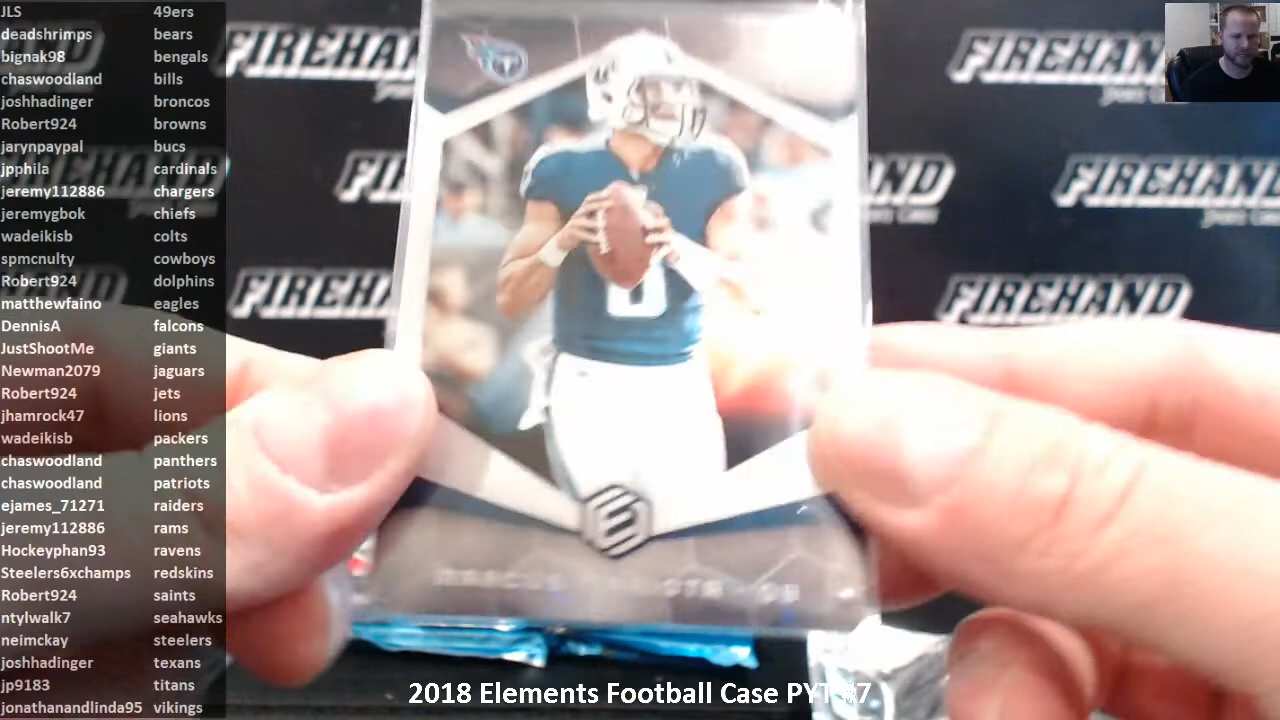 JLS 49ers
deadshrimps bears
bignak98 bengals
chaswoodland bills
joshhadinger broncos
Robert924 browns
jarynpaypal bucs
jpphila cardinals
jeremy112886 chargers
jeremygbok chiefs
wadeikisb colts
spmcnulty cowboys
Robert924 dolphins
matthewfaino eagles
DennisA falcons
JustShootMe giants
Newman2079 jaguars
Robert924 jets
jhamrock47 lions
wadeikisb packers
chaswoodland panthers
chaswoodland patriots
ejames_71271 raiders
jeremy112886 rams
Hockeyphan93 ravens
Steelers6xchamps redskins
Robert924 saints
ntylwalk7 seahawks
neimckay steelers
joshhadinger texans
jp9183 titans
jonathanandlinda95 vikings
FIREHAND
FIREHAND
FIREHAND
FIREHAND
FIREHAND
2018 Elements Football Case PYT #7